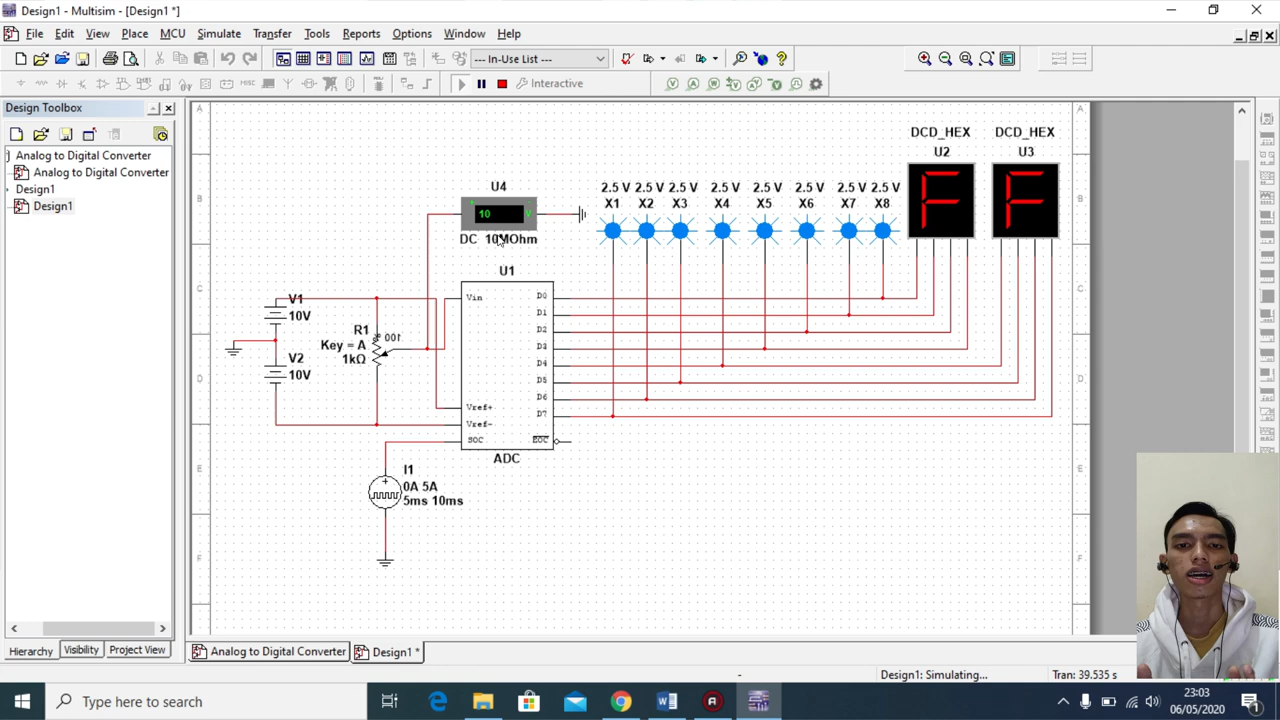 Design1 - Multisim - [Design1 *]
File Edit View Place MCU Simulate Transfer Tools Reports Options Window Help
--- In-Use List ---
Interactive
Design Toolbox
Analog to Digital Converter
Analog to Digital Converter
Design1
Design1
Hierarchy Visibility Project View
A A
B B
C C
D D
E E
F F
DCD_HEX DCD_HEX
U2 U3
F F
2.5 V 2.5 V 2.5 V 2.5 V 2.5 V 2.5 V 2.5 V 2.5 V
X1 X2 X3 X4 X5 X6 X7 X8
U4
10 V
DC 10MOhm
U1
Vin D0
D1
D2
D3
D4
D5
D6
Vref+ D7
Vref-
SOC EOC
ADC
V1
10V
R1
100
Key = A
1kΩ
V2
10V
I1
0A 5A
5ms 10ms
Analog to Digital Converter Design1 *
-
Design1: Simulating... Tran: 39.535 s
Type here to search
23:03
06/05/2020
1